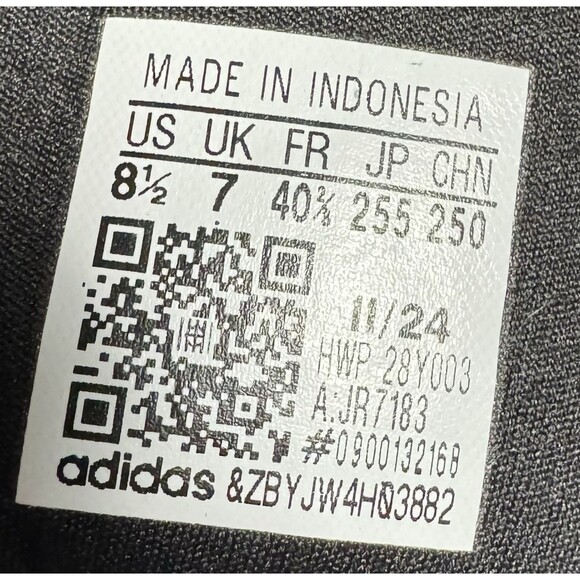 MADE IN INDONESIA
US UK FR JP CHN
8½ 7 40⅔ 255 250
11/24
HWP 28Y003
A:JR7183
#0900132168
adidas &ZBYJW4HQ3882